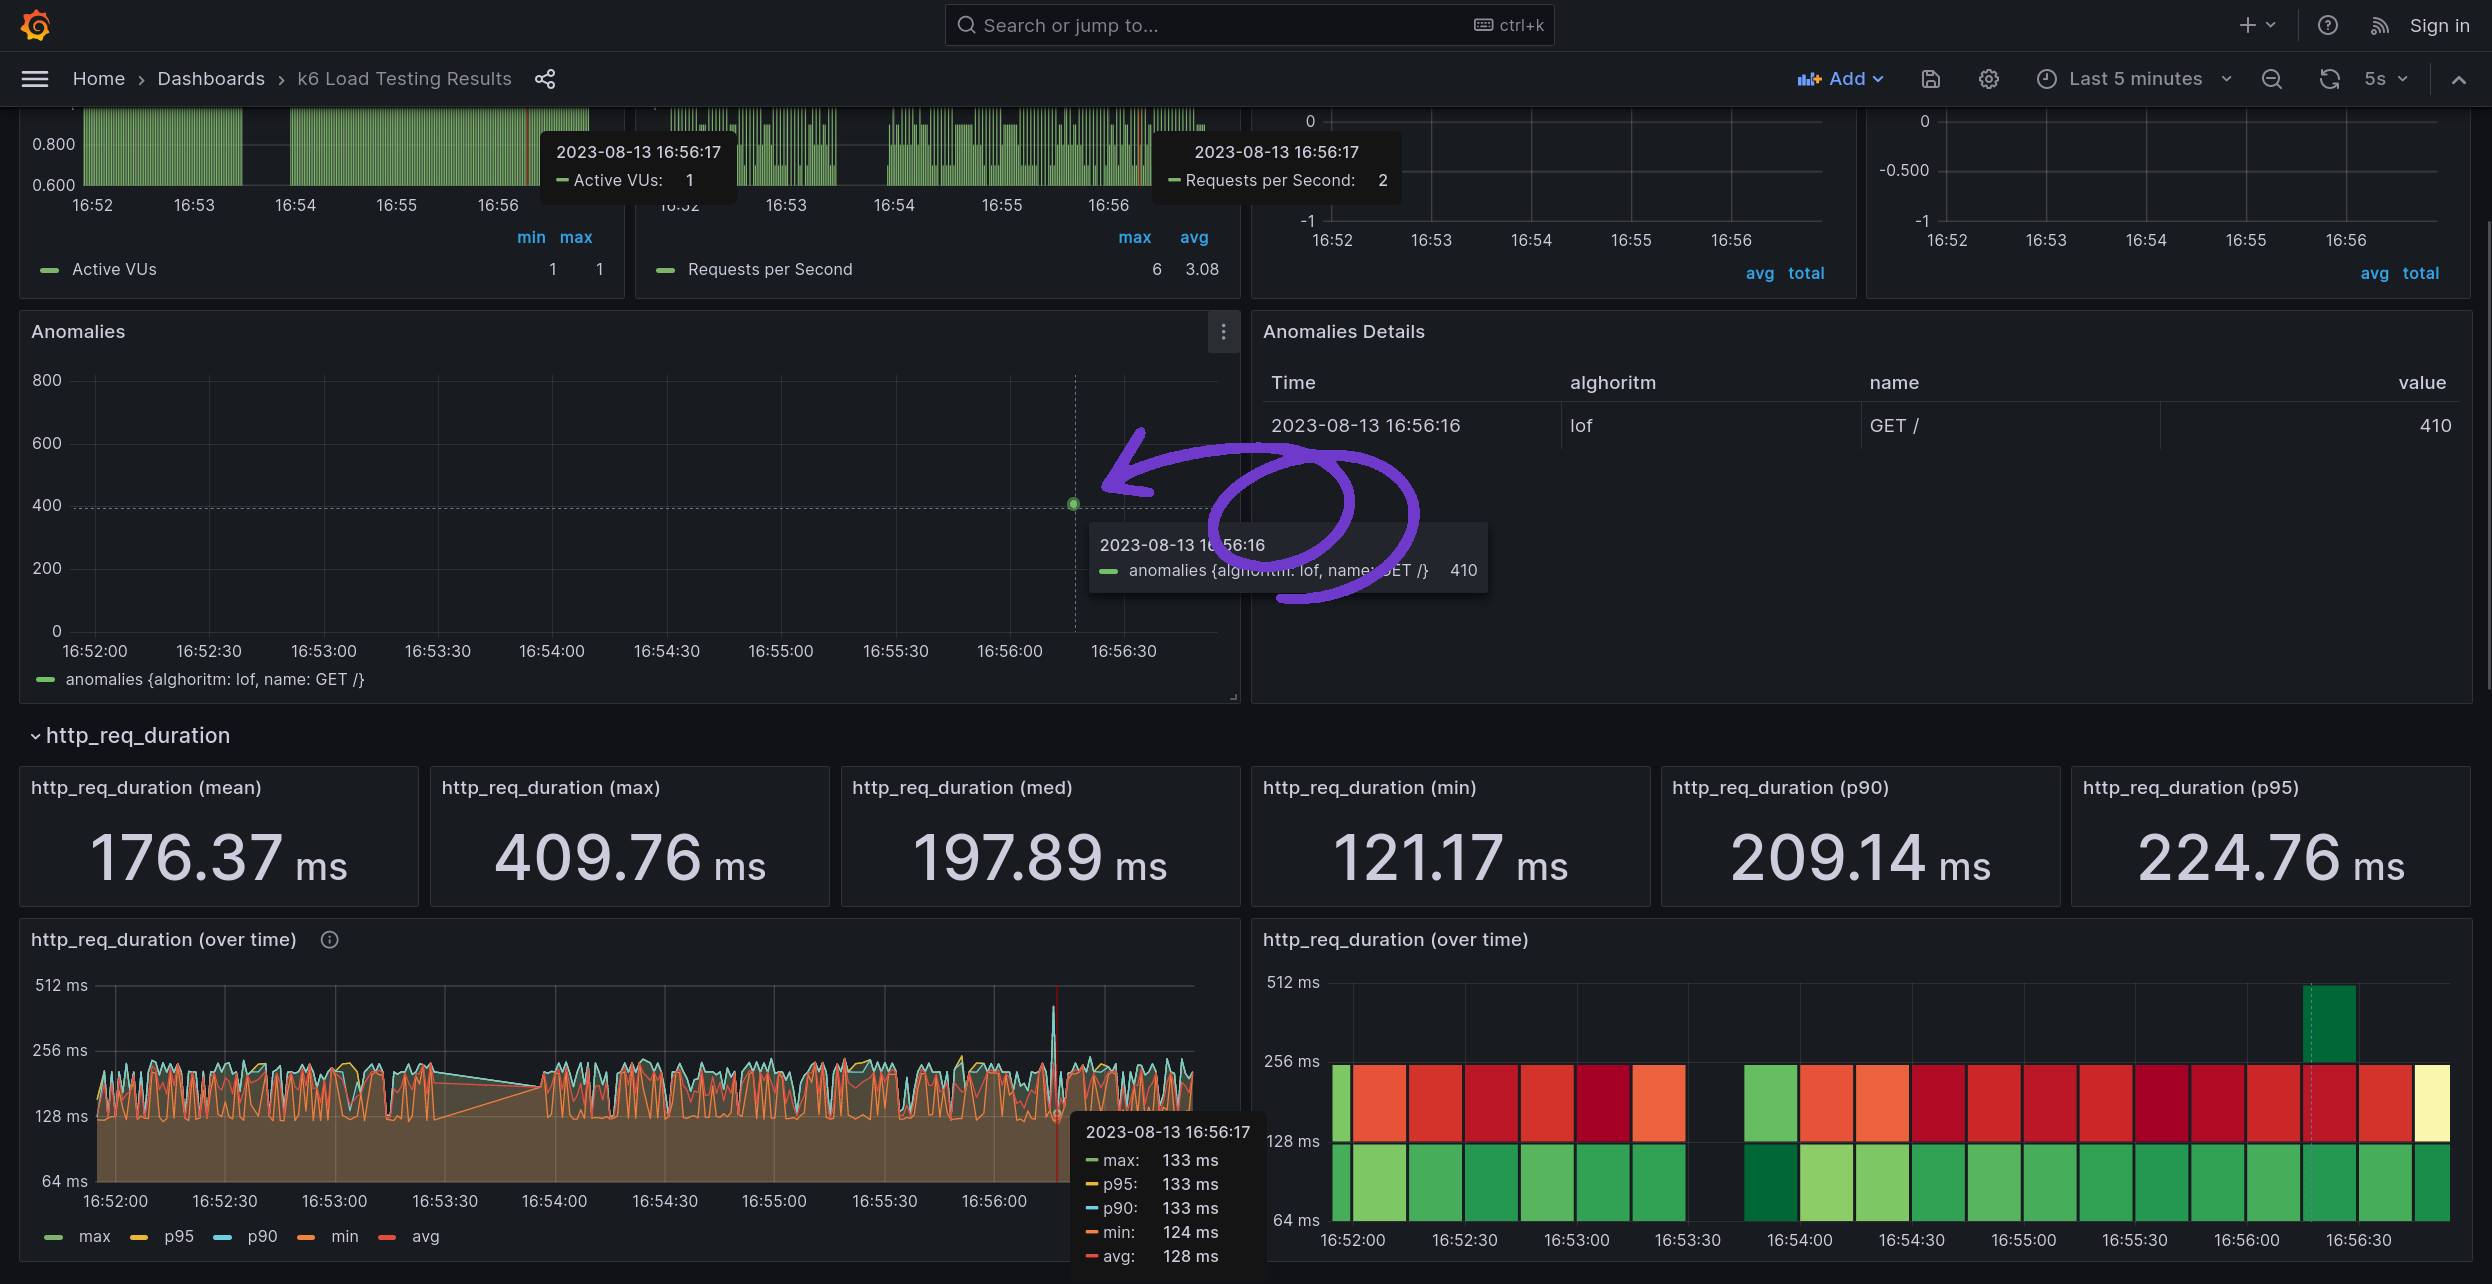 Search or jump to...
ctrl+k
Sign in
Home
Dashboards
k6 Load Testing Results
Add
Last 5 minutes
5s
0.800
0.600
16:52 16:53 16:54 16:55 16:56
2023-08-13 16:56:17
Active VUs: 1
min max
Active VUs 1 1
16:52 16:53 16:54 16:55 16:56
2023-08-13 16:56:17
Requests per Second: 2
max avg
Requests per Second 6 3.08
0
-1
16:52 16:53 16:54 16:55 16:56
avg total
0
-0.500
-1
16:52 16:53 16:54 16:55 16:56
avg total
Anomalies
800
600
400
200
0
16:52:00 16:52:30 16:53:00 16:53:30 16:54:00 16:54:30 16:55:00 16:55:30 16:56:00 16:56:30
anomalies {alghoritm: lof, name: GET /}
2023-08-13 16:56:16
anomalies {alghoritm: lof, name: GET /} 410
Anomalies Details
Time alghoritm name value
2023-08-13 16:56:16 lof GET / 410
http_req_duration
http_req_duration (mean)
176.37 ms
http_req_duration (max)
409.76 ms
http_req_duration (med)
197.89 ms
http_req_duration (min)
121.17 ms
http_req_duration (p90)
209.14 ms
http_req_duration (p95)
224.76 ms
http_req_duration (over time)
512 ms
256 ms
128 ms
64 ms
16:52:00 16:52:30 16:53:00 16:53:30 16:54:00 16:54:30 16:55:00 16:55:30 16:56:00
max p95 p90 min avg
2023-08-13 16:56:17
max: 133 ms
p95: 133 ms
p90: 133 ms
min: 124 ms
avg: 128 ms
http_req_duration (over time)
512 ms
256 ms
128 ms
64 ms
16:52:00 16:52:30 16:53:00 16:53:30 16:54:00 16:54:30 16:55:00 16:55:30 16:56:00 16:56:30